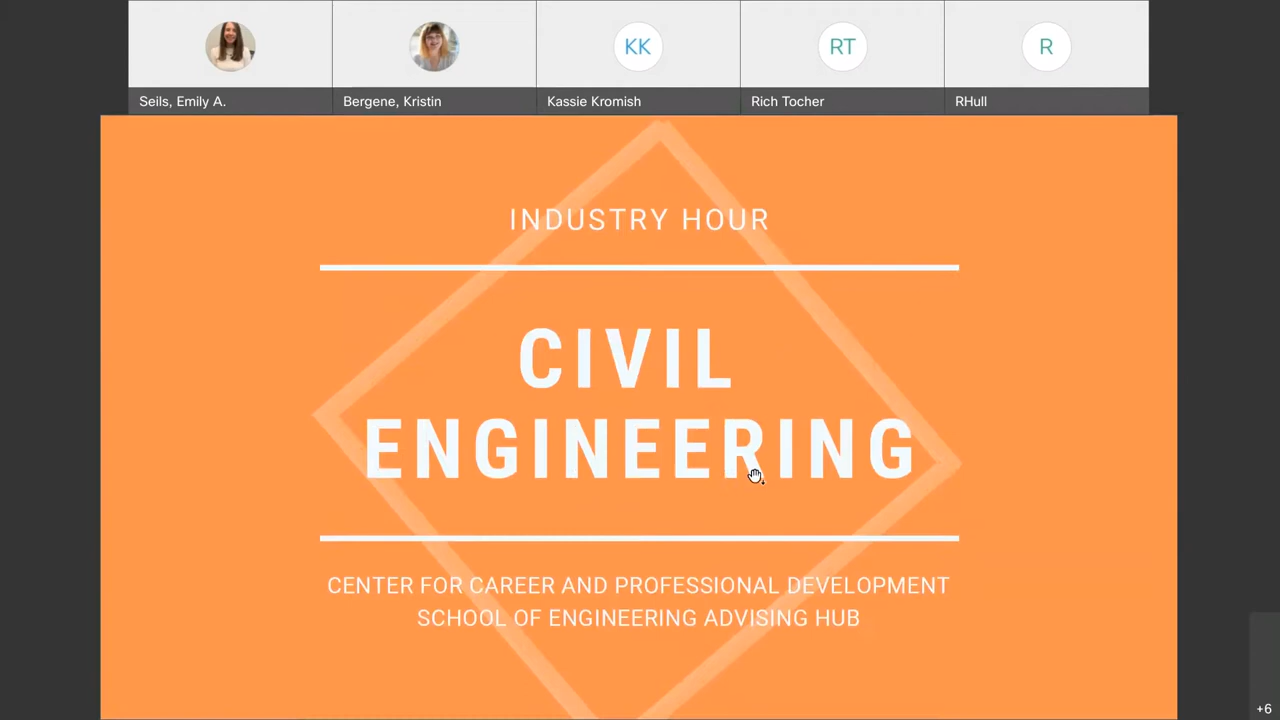 KK
RT
R
Seils, Emily A.
Bergene, Kristin
Kassie Kromish
Rich Tocher
RHull
INDUSTRY HOUR
CIVIL
ENGINEERING
CENTER FOR CAREER AND PROFESSIONAL DEVELOPMENT
SCHOOL OF ENGINEERING ADVISING HUB
+6